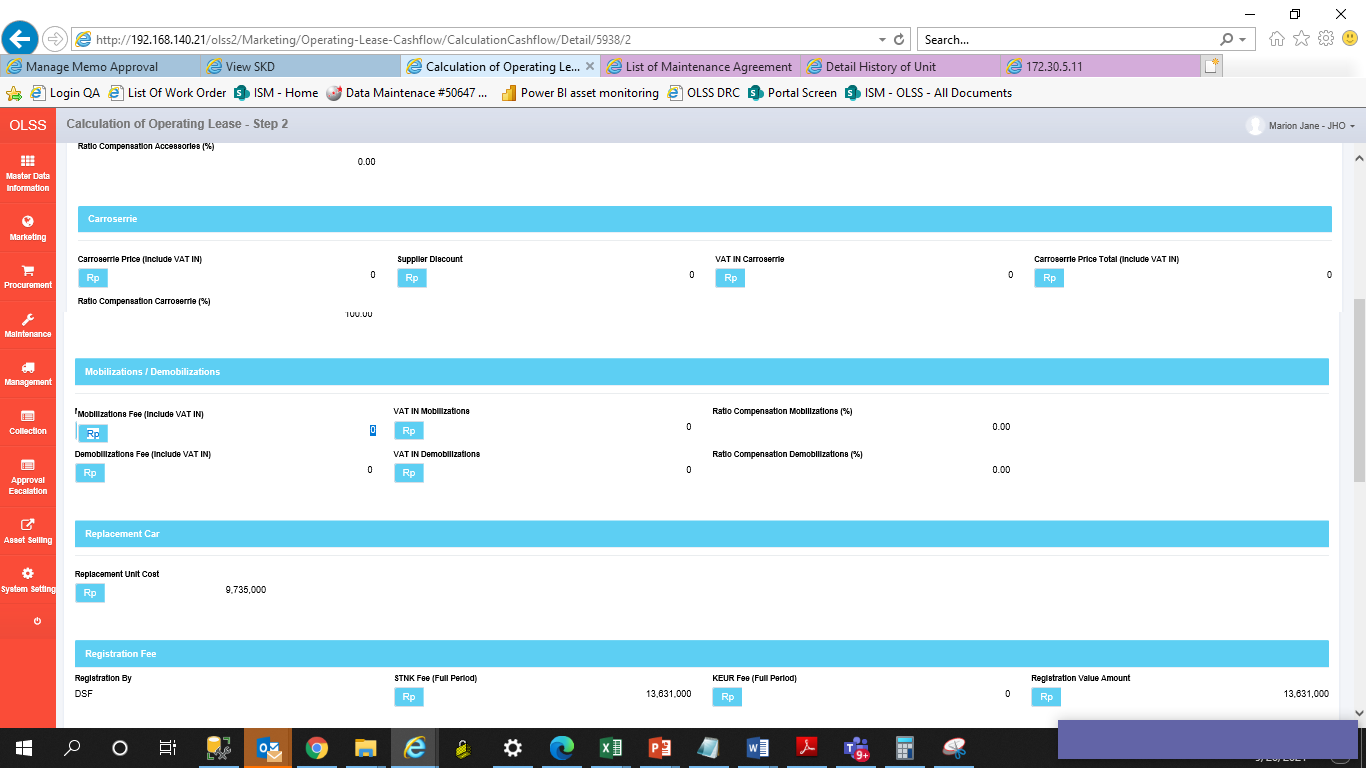 http://192.168.140.21/olss2/Marketing/Operating-Lease-Cashflow/CalculationCashflow/Detail/5938/2
Search...
Manage Memo Approval
View SKD
Calculation of Operating Le...
List of Maintenance Agreement
Detail History of Unit
172.30.5.11
Login QA
List Of Work Order
ISM - Home
Data Maintenace #50647 ...
Power BI asset monitoring
OLSS DRC
Portal Screen
ISM - OLSS - All Documents
OLSS
Calculation of Operating Lease - Step 2
Marion Jane - JHO
Master Data
Information
Marketing
Procurement
Maintenance
Management
Collection
Approval
Escalation
Asset Selling
System Setting
Ratio Compensation Accessories (%)
0.00
Carroserrie
Carroserrie Price (Include VAT IN)
Supplier Discount
VAT IN Carroserrie
Carroserrie Price Total (Include VAT IN)
Rp 0
Rp 0
Rp 0
Rp 0
Ratio Compensation Carroserrie (%)
100.00
Mobilizations / Demobilizations
Mobilizations Fee (Include VAT IN)
VAT IN Mobilizations
Ratio Compensation Mobilizations (%)
Rp 0
Rp 0
0.00
Demobilizations Fee (Include VAT IN)
VAT IN Demobilizations
Ratio Compensation Demobilizations (%)
Rp 0
Rp 0
0.00
Replacement Car
Replacement Unit Cost
Rp 9,735,000
Registration Fee
Registration By
STNK Fee (Full Period)
KEUR Fee (Full Period)
Registration Value Amount
DSF
Rp 13,631,000
Rp 0
Rp 13,631,000
9+